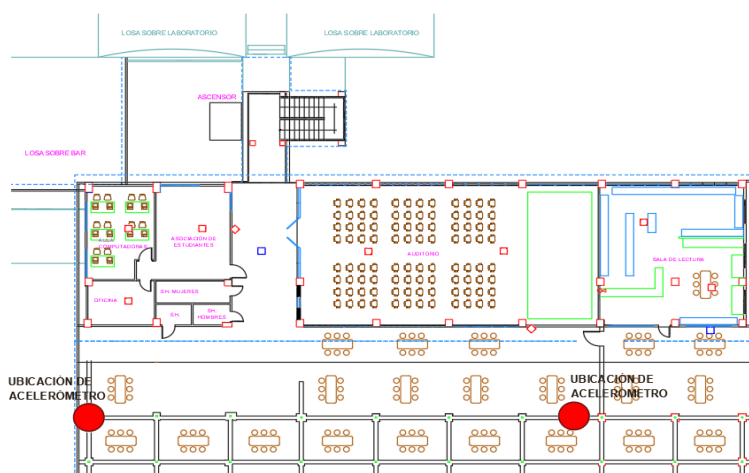 LOSA SOBRE LABORATORIO
LOSA SOBRE LABORATORIO
ASCENSOR
LOSA SOBRE BAR
AULA
COMPUTADORAS
ASOCIACIÓN DE
ESTUDIANTES
AUDITORIO
SALA DE LECTURA
OFICINA
S.H. MUJERES
S.H.
S.H.
HOMBRES
UBICACIÓN DE
ACELERÓMETRO
UBICACIÓN DE
ACELERÓMETRO